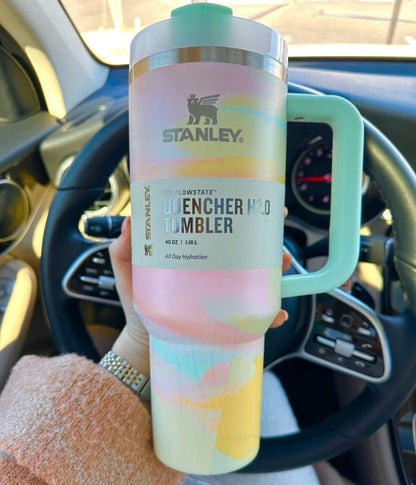 STANLEY.
STANLEY
THE FLOWSTATE™
QUENCHER H2.0
TUMBLER
40 OZ | 1.18 L
All Day Hydration